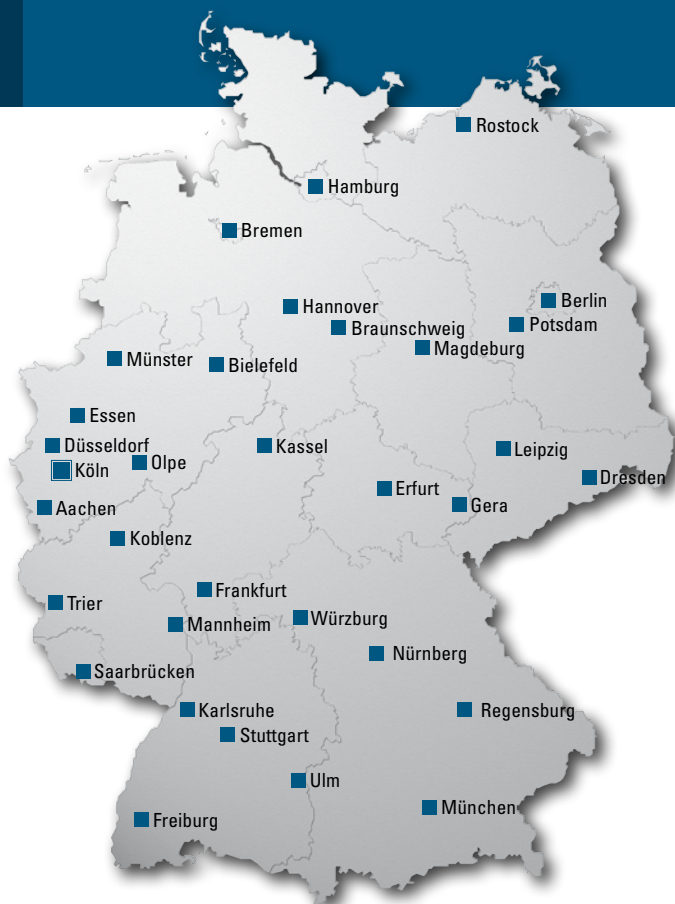 Rostock
Hamburg
Bremen
Berlin
Hannover
Potsdam
Braunschweig
Magdeburg
Münster
Bielefeld
Essen
Düsseldorf
Kassel
Leipzig
Olpe
Köln
Dresden
Erfurt
Gera
Aachen
Koblenz
Frankfurt
Trier
Würzburg
Mannheim
Nürnberg
Saarbrücken
Karlsruhe
Regensburg
Stuttgart
Ulm
München
Freiburg